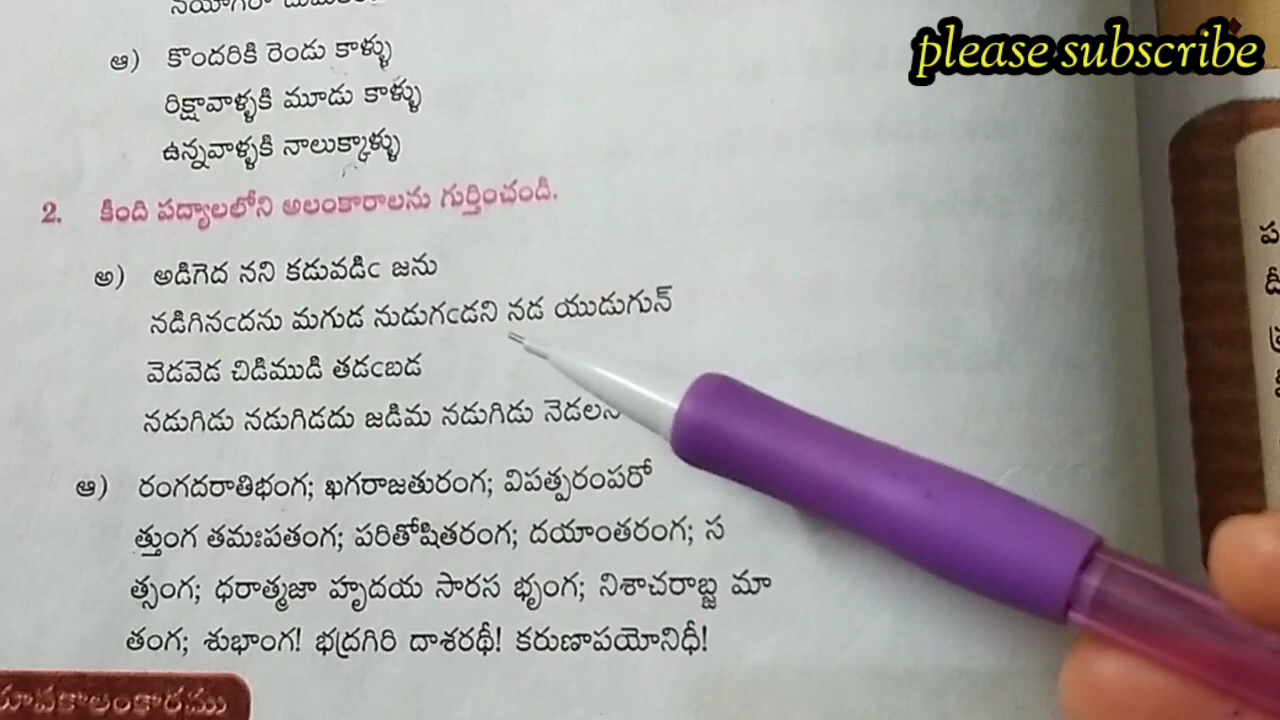 please subscribe
ఆ) కొందరికి రెండు కాళ్ళు
రిక్షావాళ్ళకి మూడు కాళ్ళు
ఉన్నవాళ్ళకి నాలుక్కాళ్ళు
2. కింది పద్యాలలోని అలంకారాలను గుర్తించండి.
అ) అడిగెద నని కడువడిఁ జను
నడిగినఁదను మగుడ నుడుగఁడని నడ యుడుగున్
వెడవెడ చిడిముడి తడఁబడ
నడుగిడు నడుగిడదు జడిమ నడుగిడు
ఆ) రంగదరాతిభంగ; ఖగరాజతురంగ; విపత్పరంపరో
త్తుంగ తమఃపతంగ; పరితోషితరంగ; దయాంతరంగ; స
త్సంగ; ధరాత్మజా హృదయ సారస భృంగ; నిశాచరాబ్జ మా
తంగ; శుభాంగ! భద్రగిరి దాశరథీ! కరుణాపయోనిధీ!